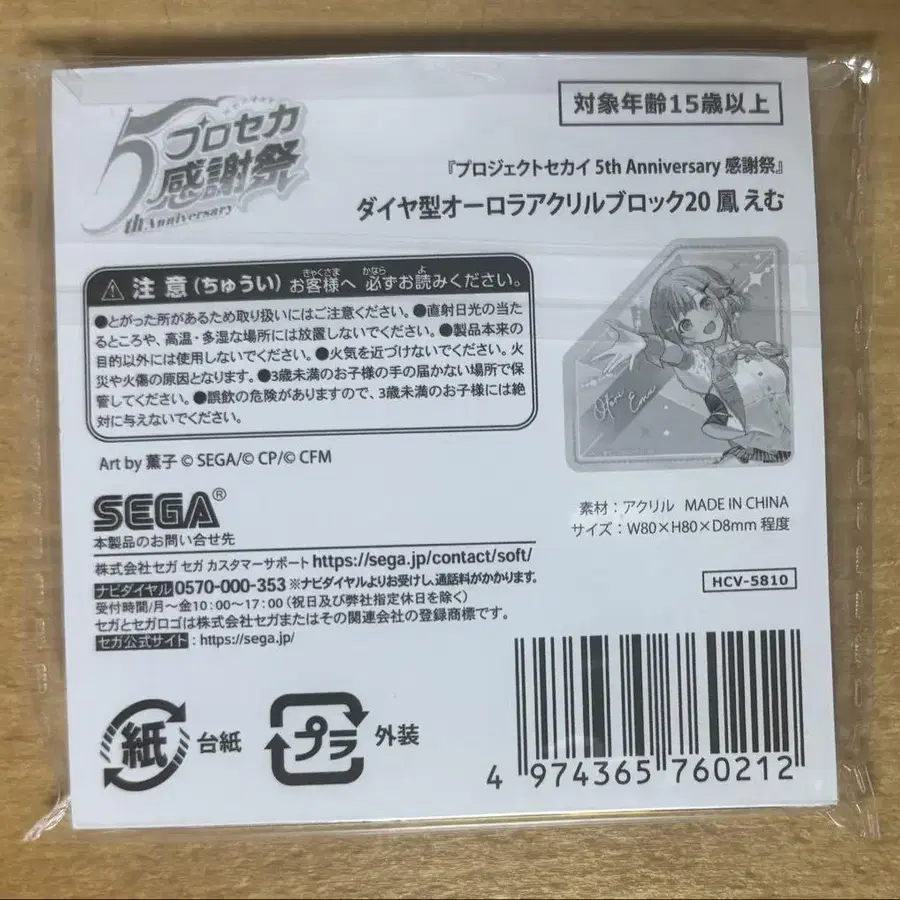 5th Anniversary
プロセカ
感謝祭
対象年齢15歳以上
『プロジェクトセカイ 5th Anniversary 感謝祭』
ダイヤ型オーロラアクリルブロック20 鳳 えむ
注意(ちゅうい) お客様へ 必ずお読みください。
きゃくさま かなら よ
●とがった所があるため取り扱いにはご注意ください。●直射日光の当た
るところや、高温・多湿な場所には放置しないでください。●製品本来の
目的以外には使用しないでください。●火気を近づけないでください。火
災や火傷の原因となります。●3歳未満のお子様の手の届かない場所で保
管してください。●誤飲の危険がありますので、3歳未満のお子様には絶
対に与えないでください。
Otori
Emu
Art by 薫子 © SEGA/© CP/© CFM
SEGA®
本製品のお問い合せ先
株式会社セガ セガ カスタマーサポート https://sega.jp/contact/soft/
ナビダイヤル 0570-000-353 ※ナビダイヤルよりお受けし、通話料がかかります。
受付時間/月～金10:00～17:00(祝日及び弊社指定休日を除く)
セガとセガロゴは株式会社セガまたはその関連会社の登録商標です。
セガ公式サイト:https://sega.jp/
素材:アクリル MADE IN CHINA
サイズ:W80×H80×D8mm 程度
HCV-5810
紙 台紙
プラ 外装
4 974365 760212